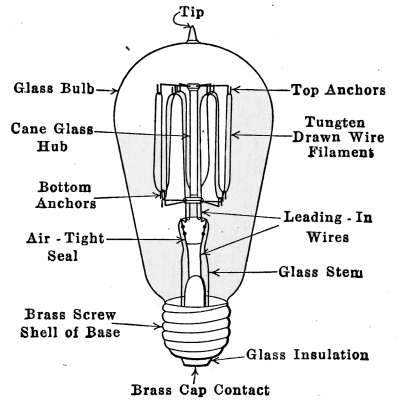 Tip
Glass Bulb
Top Anchors
Cane Glass
Hub
Tungten
Drawn Wire
Filament
Bottom
Anchors
Leading-In
Wires
Air-Tight
Seal
Glass Stem
Brass Screw
Shell of Base
Glass Insulation
Brass Cap Contact